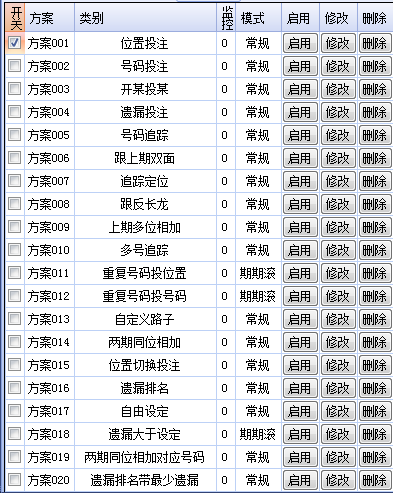 开关 方案 类别 监控 模式 启用 修改 删除
方案001 位置投注 0 常规 启用 修改 删除
方案002 号码投注 0 常规 启用 修改 删除
方案003 开某投某 0 常规 启用 修改 删除
方案004 遗漏投注 0 常规 启用 修改 删除
方案005 号码追踪 0 常规 启用 修改 删除
方案006 跟上期双面 0 常规 启用 修改 删除
方案007 追踪定位 0 常规 启用 修改 删除
方案008 跟反长龙 0 常规 启用 修改 删除
方案009 上期多位相加 0 常规 启用 修改 删除
方案010 多号追踪 0 常规 启用 修改 删除
方案011 重复号码投位置 0 期期滚 启用 修改 删除
方案012 重复号码投号码 0 期期滚 启用 修改 删除
方案013 自定义路子 0 常规 启用 修改 删除
方案014 两期同位相加 0 常规 启用 修改 删除
方案015 位置切换投注 0 常规 启用 修改 删除
方案016 遗漏排名 0 常规 启用 修改 删除
方案017 自由设定 0 常规 启用 修改 删除
方案018 遗漏大于设定 0 期期滚 启用 修改 删除
方案019 两期同位相加对应号码 0 常规 启用 修改 删除
方案020 遗漏排名带最少遗漏 0 常规 启用 修改 删除